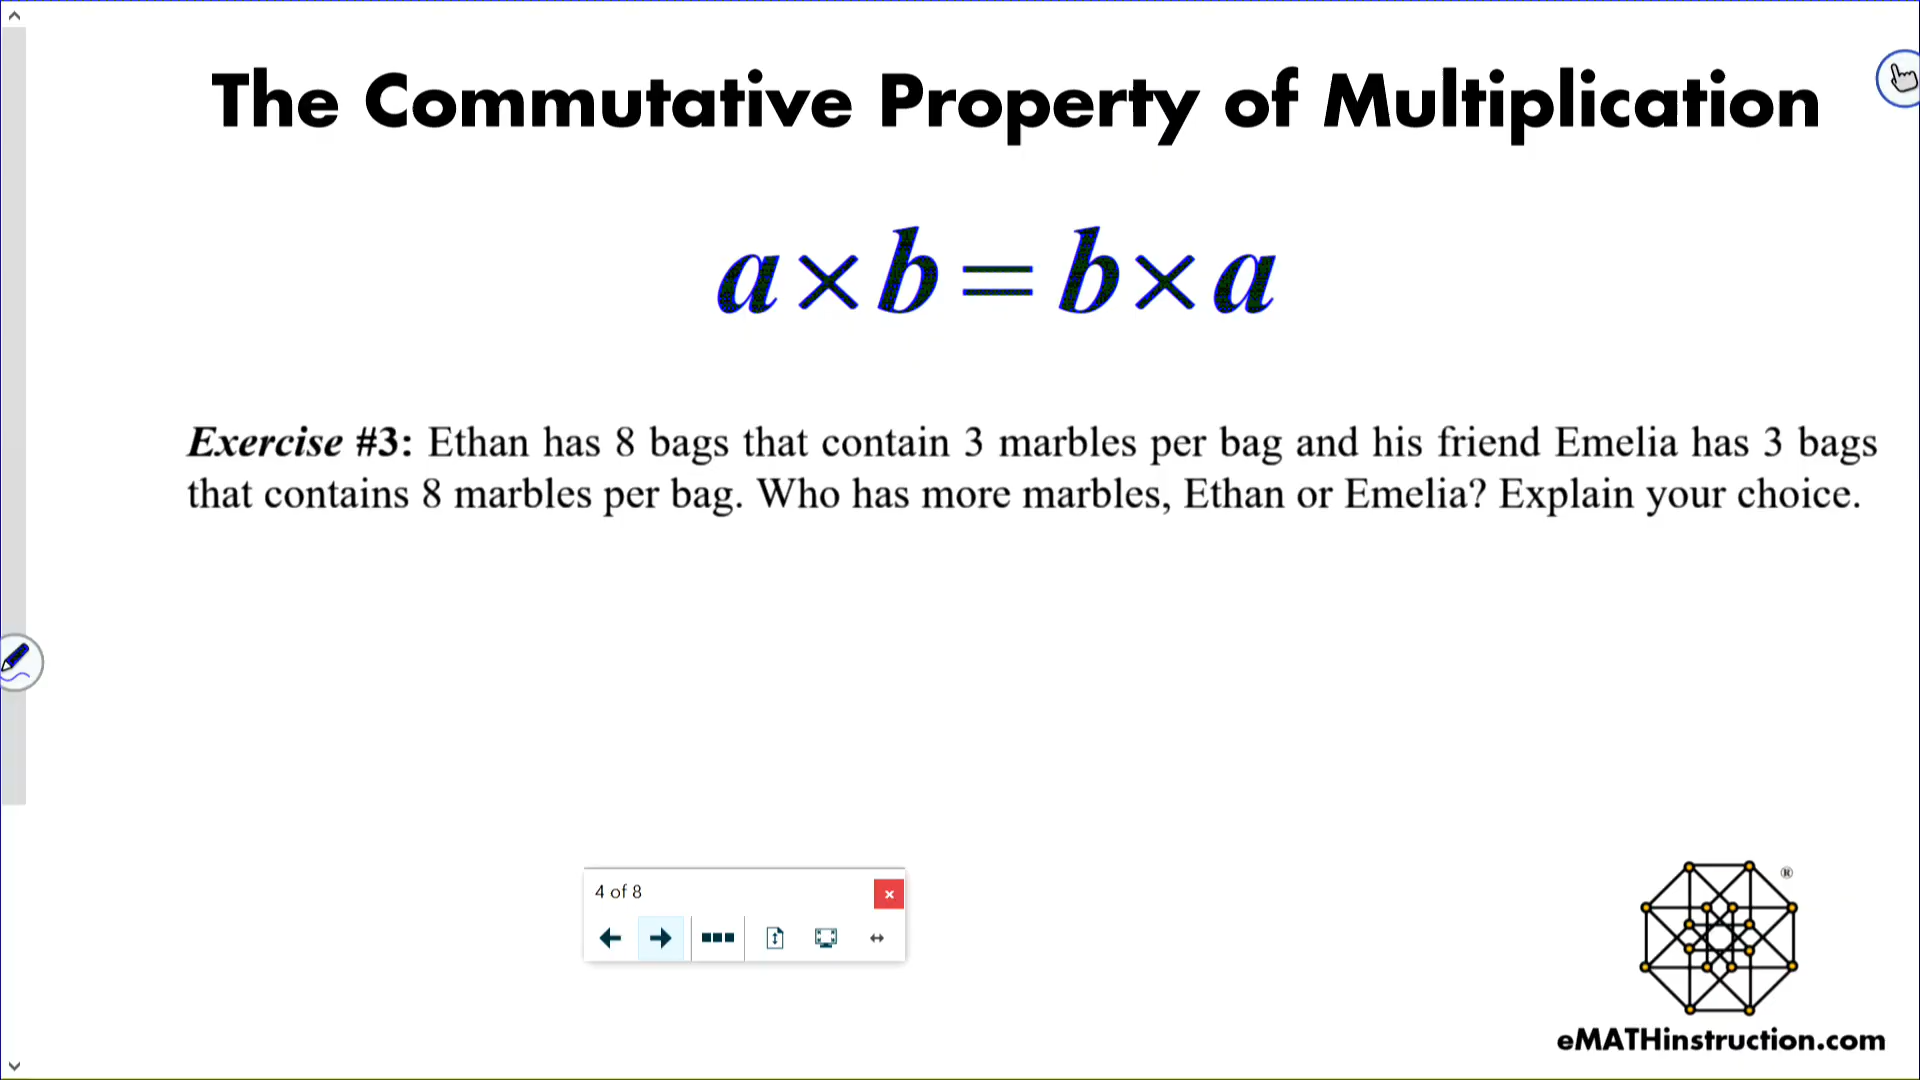 The Commutative Property of Multiplication
a × b = b × a
Exercise #3: Ethan has 8 bags that contain 3 marbles per bag and his friend Emelia has 3 bags
that contains 8 marbles per bag. Who has more marbles, Ethan or Emelia? Explain your choice.
4 of 8
®
eMATHinstruction.com